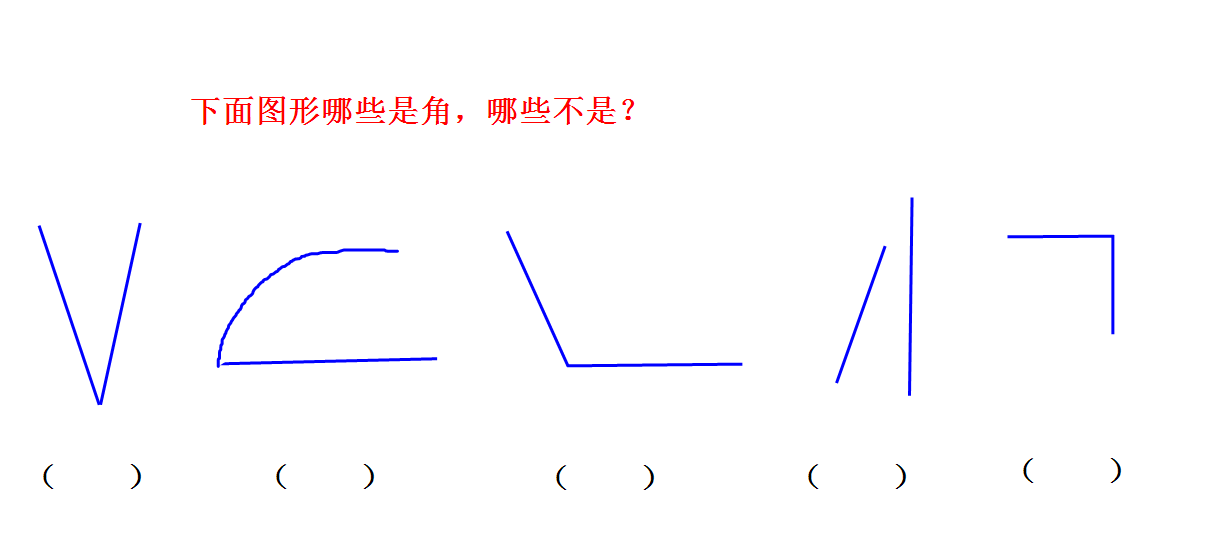 下面图形哪些是角，哪些不是？
（　　） （　　） （　　） （　　） （　　）